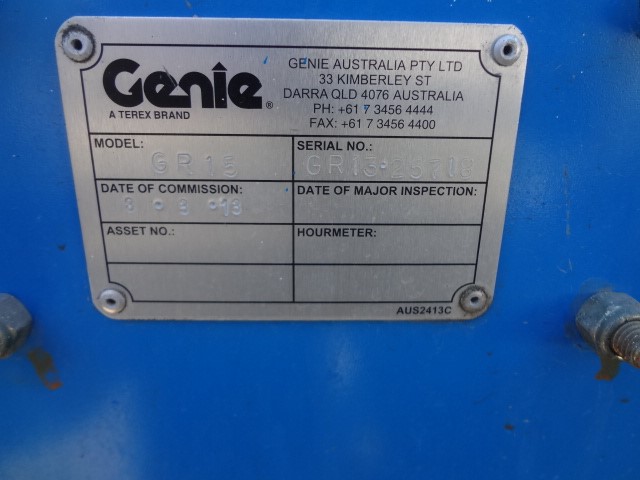 Genie®
A TEREX BRAND
GENIE AUSTRALIA PTY LTD
33 KIMBERLEY ST
DARRA QLD 4076 AUSTRALIA
PH: +61 7 3456 4444
FAX: +61 7 3456 4400
MODEL:
GR15
SERIAL NO.:
DATE OF COMMISSION:
DATE OF MAJOR INSPECTION:
ASSET NO.:
HOURMETER:
AUS2413C